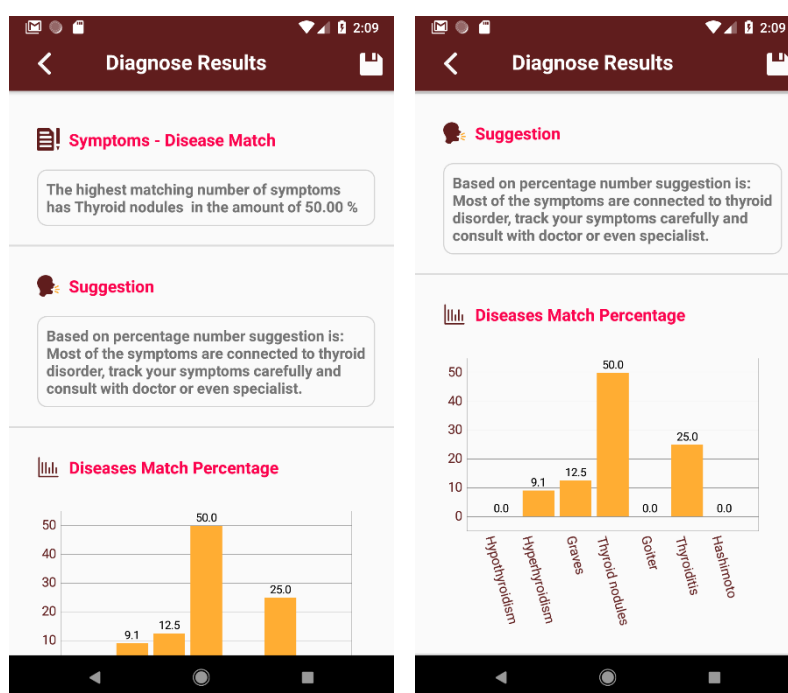 2:09
Diagnose Results
Symptoms - Disease Match
The highest matching number of symptoms
has Thyroid nodules in the amount of 50.00 %
Suggestion
Based on percentage number suggestion is:
Most of the symptoms are connected to thyroid
disorder, track your symptoms carefully and
consult with doctor or even specialist.
Diseases Match Percentage
50
40
30
20
10
9.1
12.5
50.0
25.0
2:09
Diagnose Results
Suggestion
Based on percentage number suggestion is:
Most of the symptoms are connected to thyroid
disorder, track your symptoms carefully and
consult with doctor or even specialist.
Diseases Match Percentage
50
40
30
20
10
0
0.0
9.1
12.5
50.0
0.0
25.0
0.0
Hypothyroidism
Hyperhyroidism
Graves
Thyroid nodules
Goiter
Thyroiditis
Hashimoto